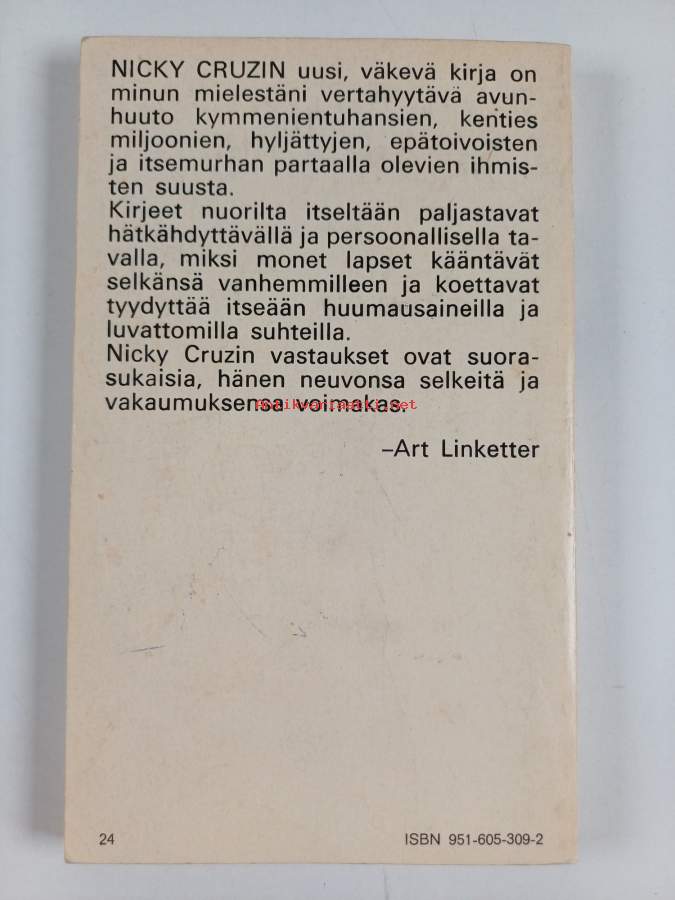 NICKY CRUZIN uusi, väkevä kirja on
minun mielestäni vertahyytävä avun-
huuto kymmenientuhansien, kenties
miljoonien, hyljättyjen, epätoivoisten
ja itsemurhan partaalla olevien ihmis-
ten suusta.
Kirjeet nuorilta itseltään paljastavat
hätkähdyttävällä ja persoonallisella ta-
valla, miksi monet lapset kääntävät
selkänsä vanhemmilleen ja koettavat
tyydyttää itseään huumausaineilla ja
luvattomilla suhteilla.
Nicky Cruzin vastaukset ovat suora-
sukaisia, hänen neuvonsa selkeitä ja
vakaumuksensa voimakas.
Antikvariaatti.net
–Art Linketter
24
ISBN 951-605-309-2